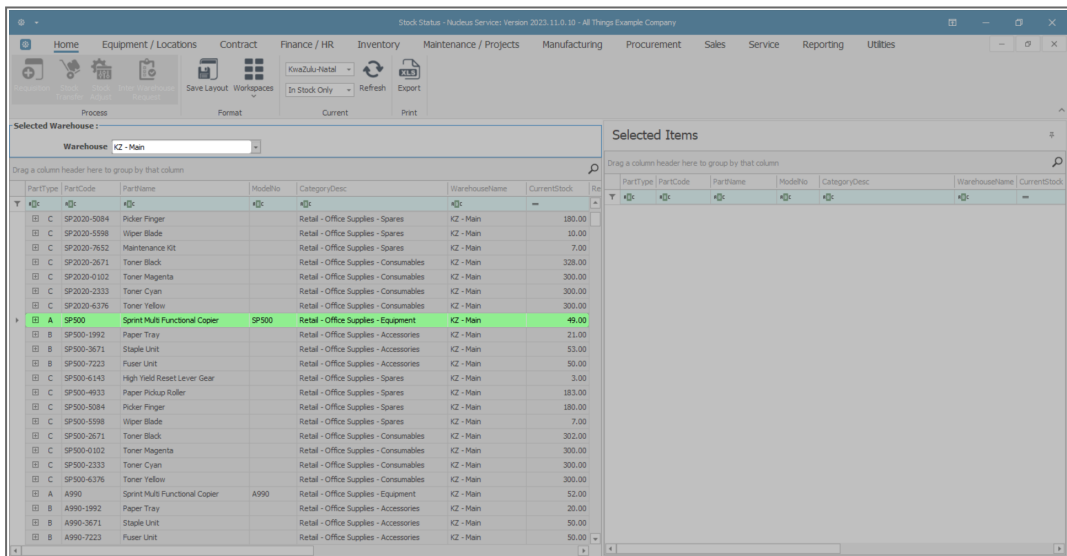 Stock Status - Nucleus Service: Version 2023.11.0.10 - All Things Example Company
Home Equipment / Locations Contract Finance / HR Inventory Maintenance / Projects Manufacturing Procurement Sales Service Reporting Utilities
Save Layout Workspaces
KwaZulu-Natal
In Stock Only
Refresh Export
Process Format Current Print
Selected Warehouse :
Warehouse KZ - Main
Selected Items
Drag a column header here to group by that column
Drag a column header here to group by that column
PartType PartCode PartName ModelNo CategoryDesc WarehouseName CurrentStock Re
PartType PartCode PartName ModelNo CategoryDesc WarehouseName CurrentStock
C SP2020-5084 Picker Finger Retail - Office Supplies - Spares KZ - Main 180.00
C SP2020-5598 Wiper Blade Retail - Office Supplies - Spares KZ - Main 10.00
C SP2020-7652 Maintenance Kit Retail - Office Supplies - Spares KZ - Main 7.00
C SP2020-2671 Toner Black Retail - Office Supplies - Consumables KZ - Main 328.00
C SP2020-0102 Toner Magenta Retail - Office Supplies - Consumables KZ - Main 300.00
C SP2020-2333 Toner Cyan Retail - Office Supplies - Consumables KZ - Main 300.00
C SP2020-6376 Toner Yellow Retail - Office Supplies - Consumables KZ - Main 300.00
A SP500 Sprint Multi Functional Copier SP500 Retail - Office Supplies - Equipment KZ - Main 49.00
B SP500-1992 Paper Tray Retail - Office Supplies - Accessories KZ - Main 21.00
B SP500-3671 Staple Unit Retail - Office Supplies - Accessories KZ - Main 53.00
B SP500-7223 Fuser Unit Retail - Office Supplies - Accessories KZ - Main 50.00
C SP500-6143 High Yield Reset Lever Gear Retail - Office Supplies - Spares KZ - Main 3.00
C SP500-4933 Paper Pickup Roller Retail - Office Supplies - Spares KZ - Main 183.00
C SP500-5084 Picker Finger Retail - Office Supplies - Spares KZ - Main 180.00
C SP500-5598 Wiper Blade Retail - Office Supplies - Spares KZ - Main 7.00
C SP500-2671 Toner Black Retail - Office Supplies - Consumables KZ - Main 302.00
C SP500-0102 Toner Magenta Retail - Office Supplies - Consumables KZ - Main 300.00
C SP500-2333 Toner Cyan Retail - Office Supplies - Consumables KZ - Main 300.00
C SP500-6376 Toner Yellow Retail - Office Supplies - Consumables KZ - Main 300.00
A A990 Sprint Multi Functional Copier A990 Retail - Office Supplies - Equipment KZ - Main 52.00
B A990-1992 Paper Tray Retail - Office Supplies - Accessories KZ - Main 20.00
B A990-3671 Staple Unit Retail - Office Supplies - Accessories KZ - Main 50.00
B A990-7223 Fuser Unit Retail - Office Supplies - Accessories KZ - Main 50.00